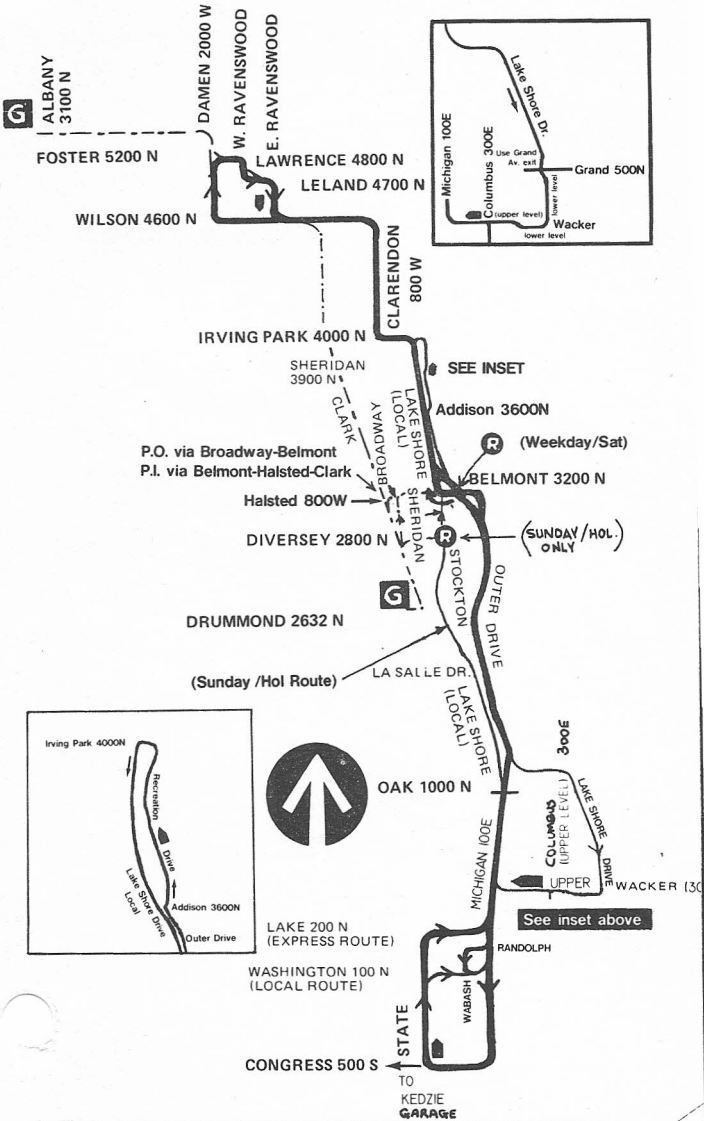 G
ALBANY
3100 N
DAMEN 2000 W
W. RAVENSWOOD
E. RAVENSWOOD
FOSTER 5200 N
LAWRENCE 4800 N
LELAND 4700 N
WILSON 4600 N
CLARENDON
800 W
Lake Shore Dr.
Michigan 100E
Columbus 300E
Use Grand
Av. exit
Grand 500N
lower level
(upper level)
Wacker
lower level
IRVING PARK 4000 N
SHERIDAN
3900 N
SEE INSET
CLARK
BROADWAY
LAKE SHORE
(LOCAL)
Addison 3600N
R
(Weekday/Sat)
P.O. via Broadway-Belmont
P.I. via Belmont-Halsted-Clark
BELMONT 3200 N
Halsted 800W
SHERIDAN
DIVERSEY 2800 N
R
(SUNDAY/HOL.)
ONLY
STOCKTON
OUTER DRIVE
G
DRUMMOND 2632 N
(Sunday /Hol Route)
LA SALLE DR.
LAKE SHORE
(LOCAL)
Irving Park 4000N
Recreation
Drive
Lake Shore Drive
Local
Addison 3600N
Outer Drive
OAK 1000 N
300E
COLUMBUS
(UPPER LEVEL)
LAKE SHORE
DRIVE
MICHIGAN 100E
UPPER
WACKER (30
See inset above
LAKE 200 N
(EXPRESS ROUTE)
RANDOLPH
WASHINGTON 100 N
(LOCAL ROUTE)
WABASH
STATE
CONGRESS 500 S
TO
KEDZIE
GARAGE